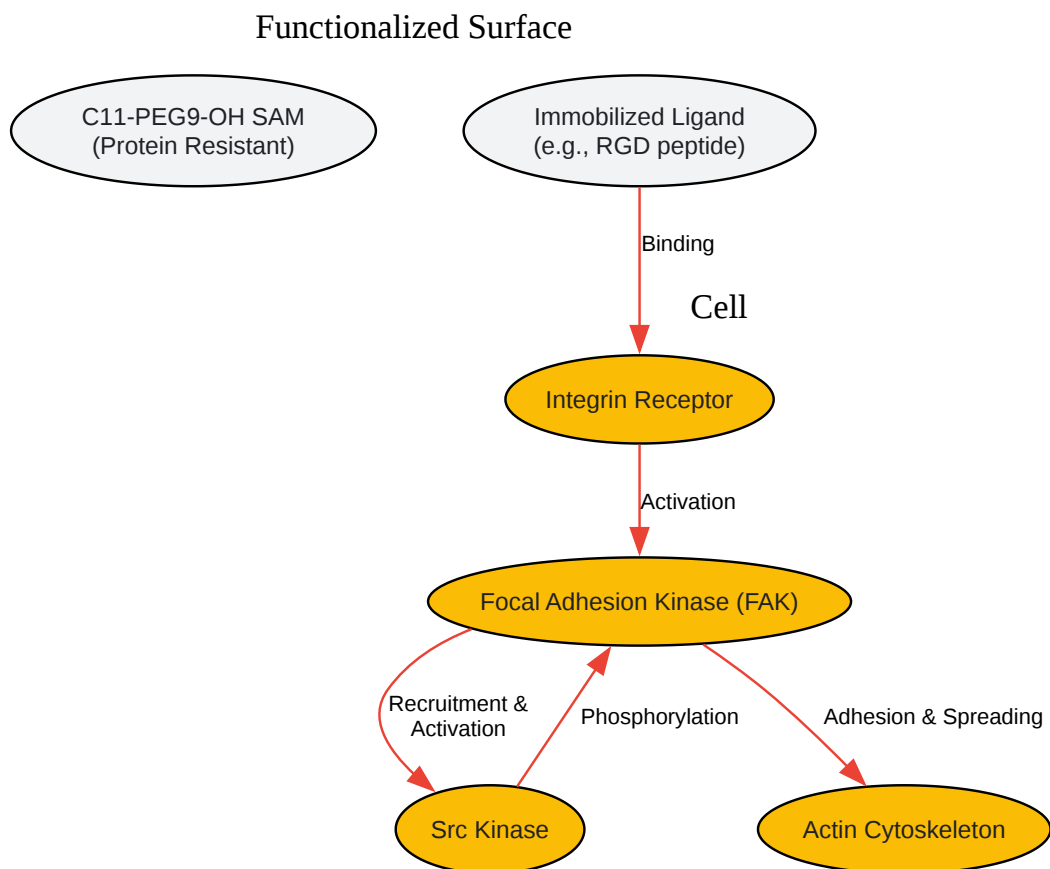 Functionalized Surface
C11-PEG9-OH SAM
(Protein Resistant)
Immobilized Ligand
(e.g., RGD peptide)
Binding
Cell
Integrin Receptor
Activation
Focal Adhesion Kinase (FAK)
Recruitment &
Activation
Phosphorylation
Adhesion & Spreading
Src Kinase
Actin Cytoskeleton